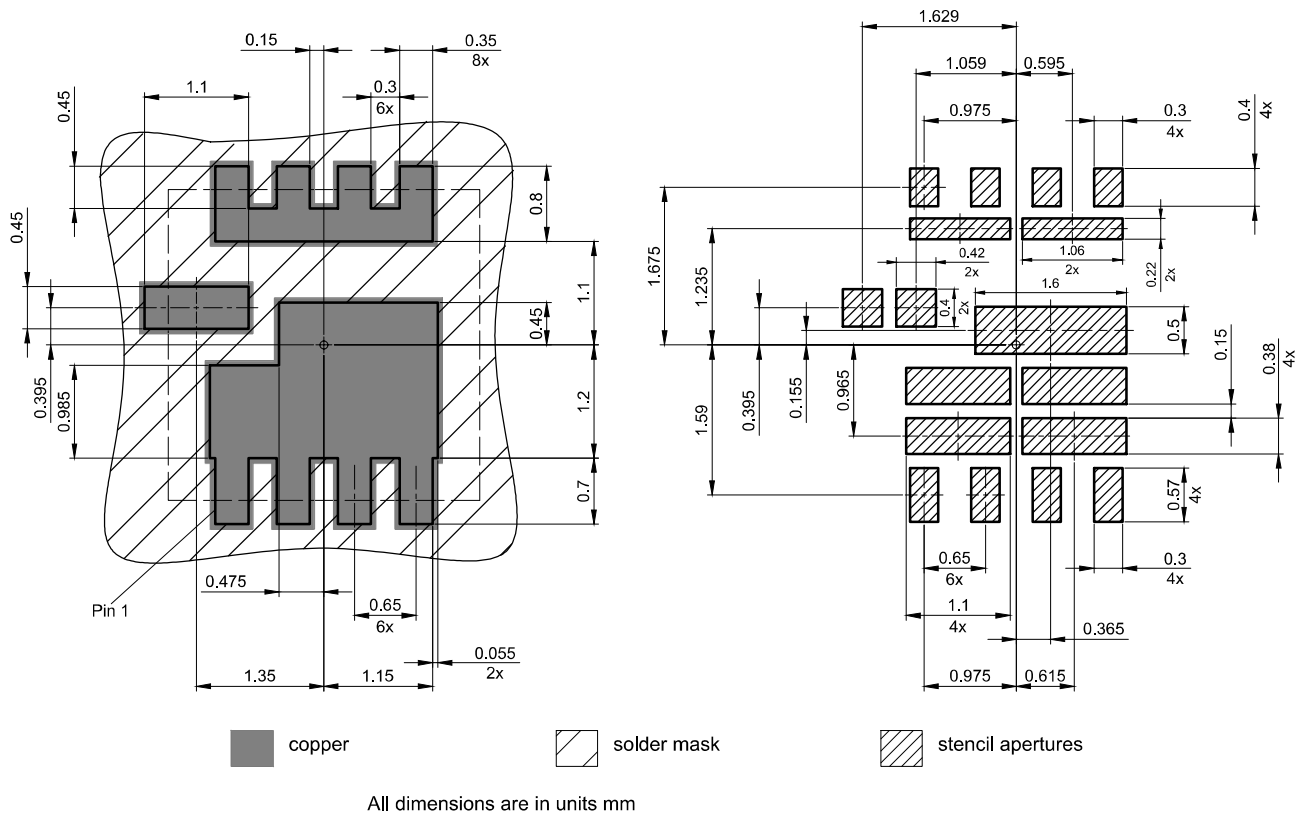 1.629
0.15
0.35
8x
1.059
0.595
1.1
0.3
6x
0.45
0.975
0.3
4x
0.4
4x
0.8
0.45
1.675
1.235
0.42
2x
1.06
2x
0.22
2x
1.1
0.4
2x
1.6
0.45
0.5
0.15
0.38
4x
0.395
0.985
1.2
1.59
0.395
0.155
0.965
0.7
0.57
4x
0.475
Pin 1
0.65
6x
0.65
6x
0.3
4x
1.1
4x
0.365
0.055
2x
1.35
1.15
0.975
0.615
copper
solder mask
stencil apertures
All dimensions are in units mm